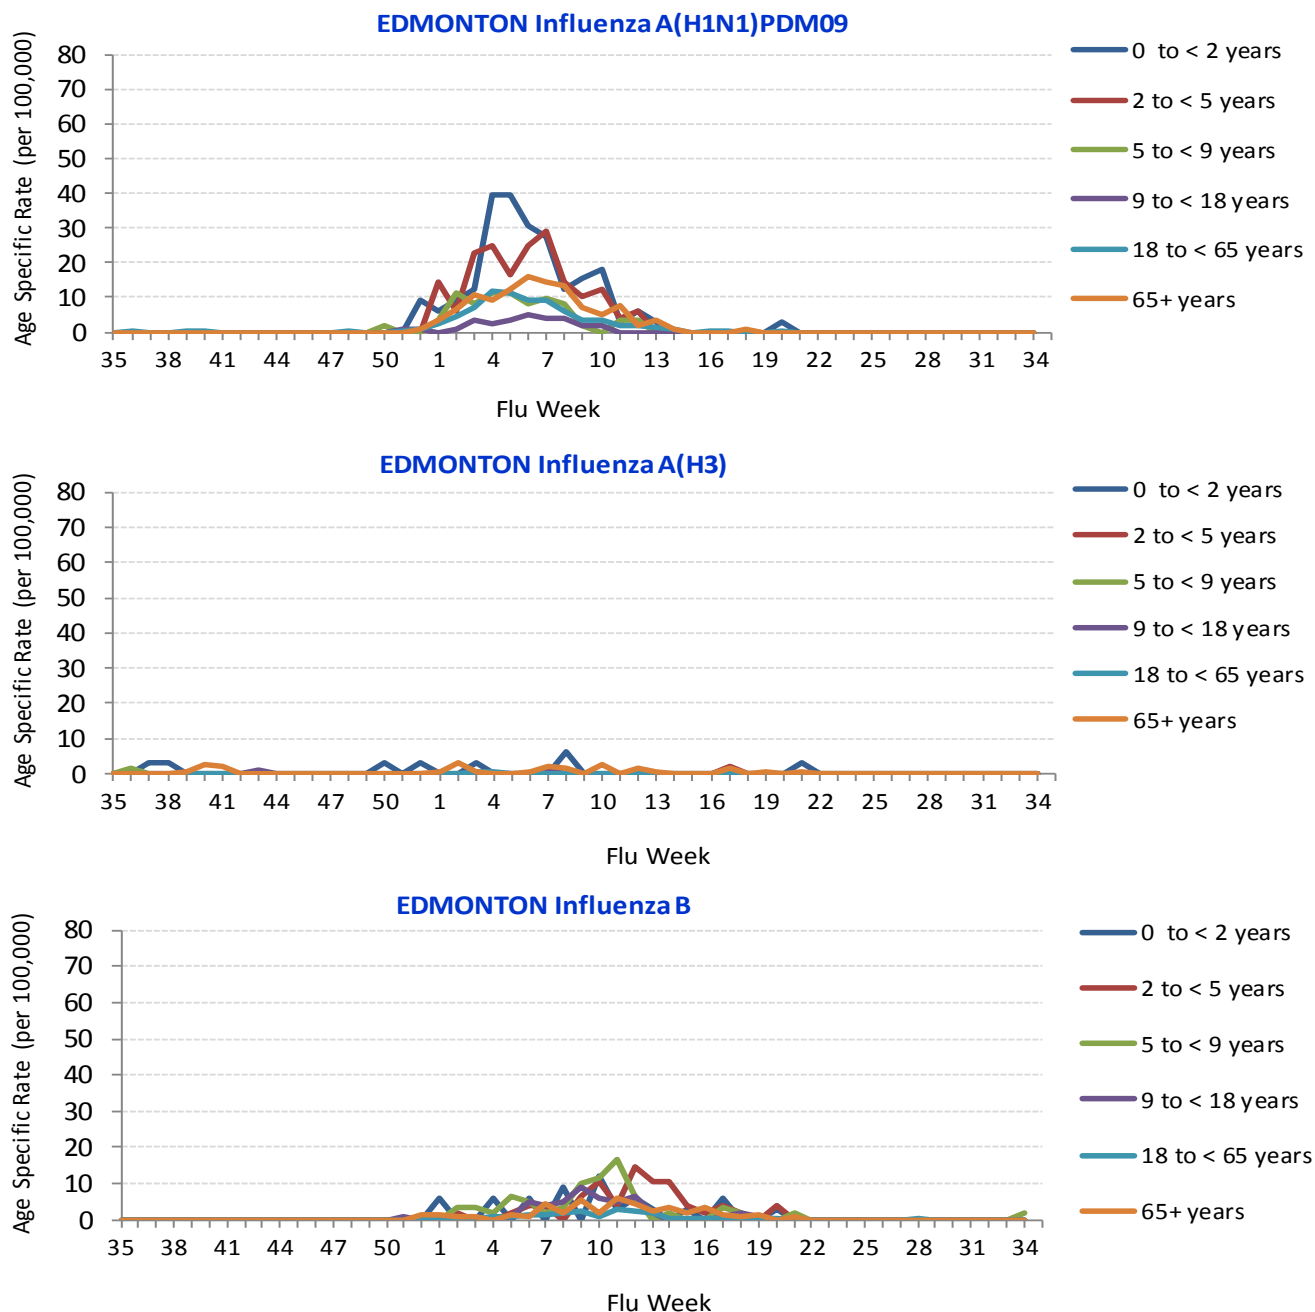 EDMONTON Influenza A(H1N1)PDM09
Age Specific Rate (per 100,000)
80
70
60
50
40
30
20
10
0
35 38 41 44 47 50 1 4 7 10 13 16 19 22 25 28 31 34
Flu Week
0 to < 2 years
2 to < 5 years
5 to < 9 years
9 to < 18 years
18 to < 65 years
65+ years
EDMONTON Influenza A(H3)
Age Specific Rate (per 100,000)
80
70
60
50
40
30
20
10
0
35 38 41 44 47 50 1 4 7 10 13 16 19 22 25 28 31 34
Flu Week
0 to < 2 years
2 to < 5 years
5 to < 9 years
9 to < 18 years
18 to < 65 years
65+ years
EDMONTON Influenza B
Age Specific Rate (per 100,000)
80
70
60
50
40
30
20
10
0
35 38 41 44 47 50 1 4 7 10 13 16 19 22 25 28 31 34
Flu Week
0 to < 2 years
2 to < 5 years
5 to < 9 years
9 to < 18 years
18 to < 65 years
65+ years